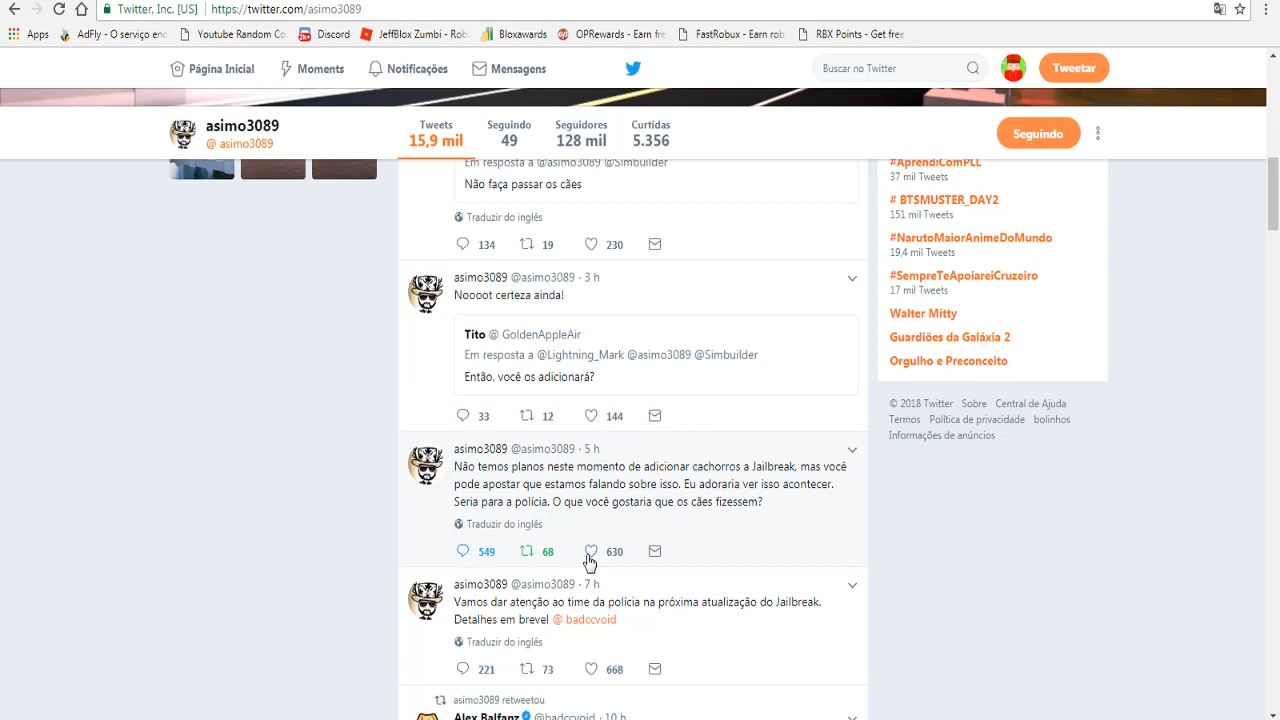 Twitter, Inc. [US] https://twitter.com/asimo3089
Apps AdFly - O serviço enc Youtube Random Co Discord JeffBlox Zumbi - Rob Bloxawards OPRewards - Earn fre FastRobux - Earn rob RBX Points - Get free
Página Inicial Moments Notificações Mensagens Buscar no Twitter Tweetar
asimo3089
@ asimo3089
Tweets Seguindo Seguidores Curtidas
15,9 mil 49 128 mil 5.356
Seguindo
Em resposta a @asimo3089 @Simbuilder
Não faça passar os cães
Traduzir do inglês
134 19 230
asimo3089 @asimo3089 · 3 h
Noooot certeza ainda!
Tito @ GoldenAppleAir
Em resposta a @Lightning_Mark @asimo3089 @Simbuilder
Então, você os adicionará?
33 12 144
asimo3089 @asimo3089 · 5 h
Não temos planos neste momento de adicionar cachorros a Jailbreak, mas você
pode apostar que estamos falando sobre isso. Eu adoraria ver isso acontecer.
Seria para a polícia. O que você gostaria que os cães fizessem?
Traduzir do inglês
549 68 630
asimo3089 @asimo3089 · 7 h
Vamos dar atenção ao time da polícia na próxima atualização do Jailbreak.
Detalhes em breve! @ badccvoid
Traduzir do inglês
221 73 668
asimo3089 retweetou
Alex Balfanz @badccvoid · 10 h
#AprendiComPLL
37 mil Tweets
# BTSMUSTER_DAY2
151 mil Tweets
#NarutoMaiorAnimeDoMundo
19,4 mil Tweets
#SempreTeApoiareiCruzeiro
17 mil Tweets
Walter Mitty
Guardiões da Galáxia 2
Orgulho e Preconceito
© 2018 Twitter Sobre Central de Ajuda
Termos Política de privacidade bolinhos
Informações de anúncios